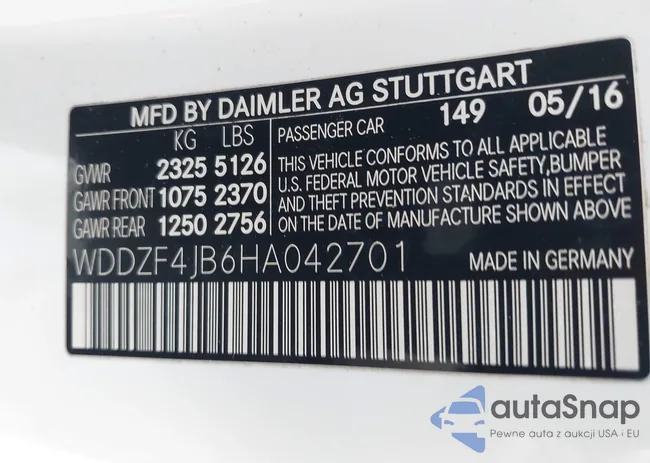 MFD BY DAIMLER AG STUTTGART
KG LBS
PASSENGER CAR 149 05/16
GVWR 2325 5126
GAWR FRONT 1075 2370
GAWR REAR 1250 2756
THIS VEHICLE CONFORMS TO ALL APPLICABLE
U.S. FEDERAL MOTOR VEHICLE SAFETY, BUMPER
AND THEFT PREVENTION STANDARDS IN EFFECT
ON THE DATE OF MANUFACTURE SHOWN ABOVE
WDDZF4JB6HA042701 MADE IN GERMANY
autaSnap
Pewne auta z aukcji USA i EU